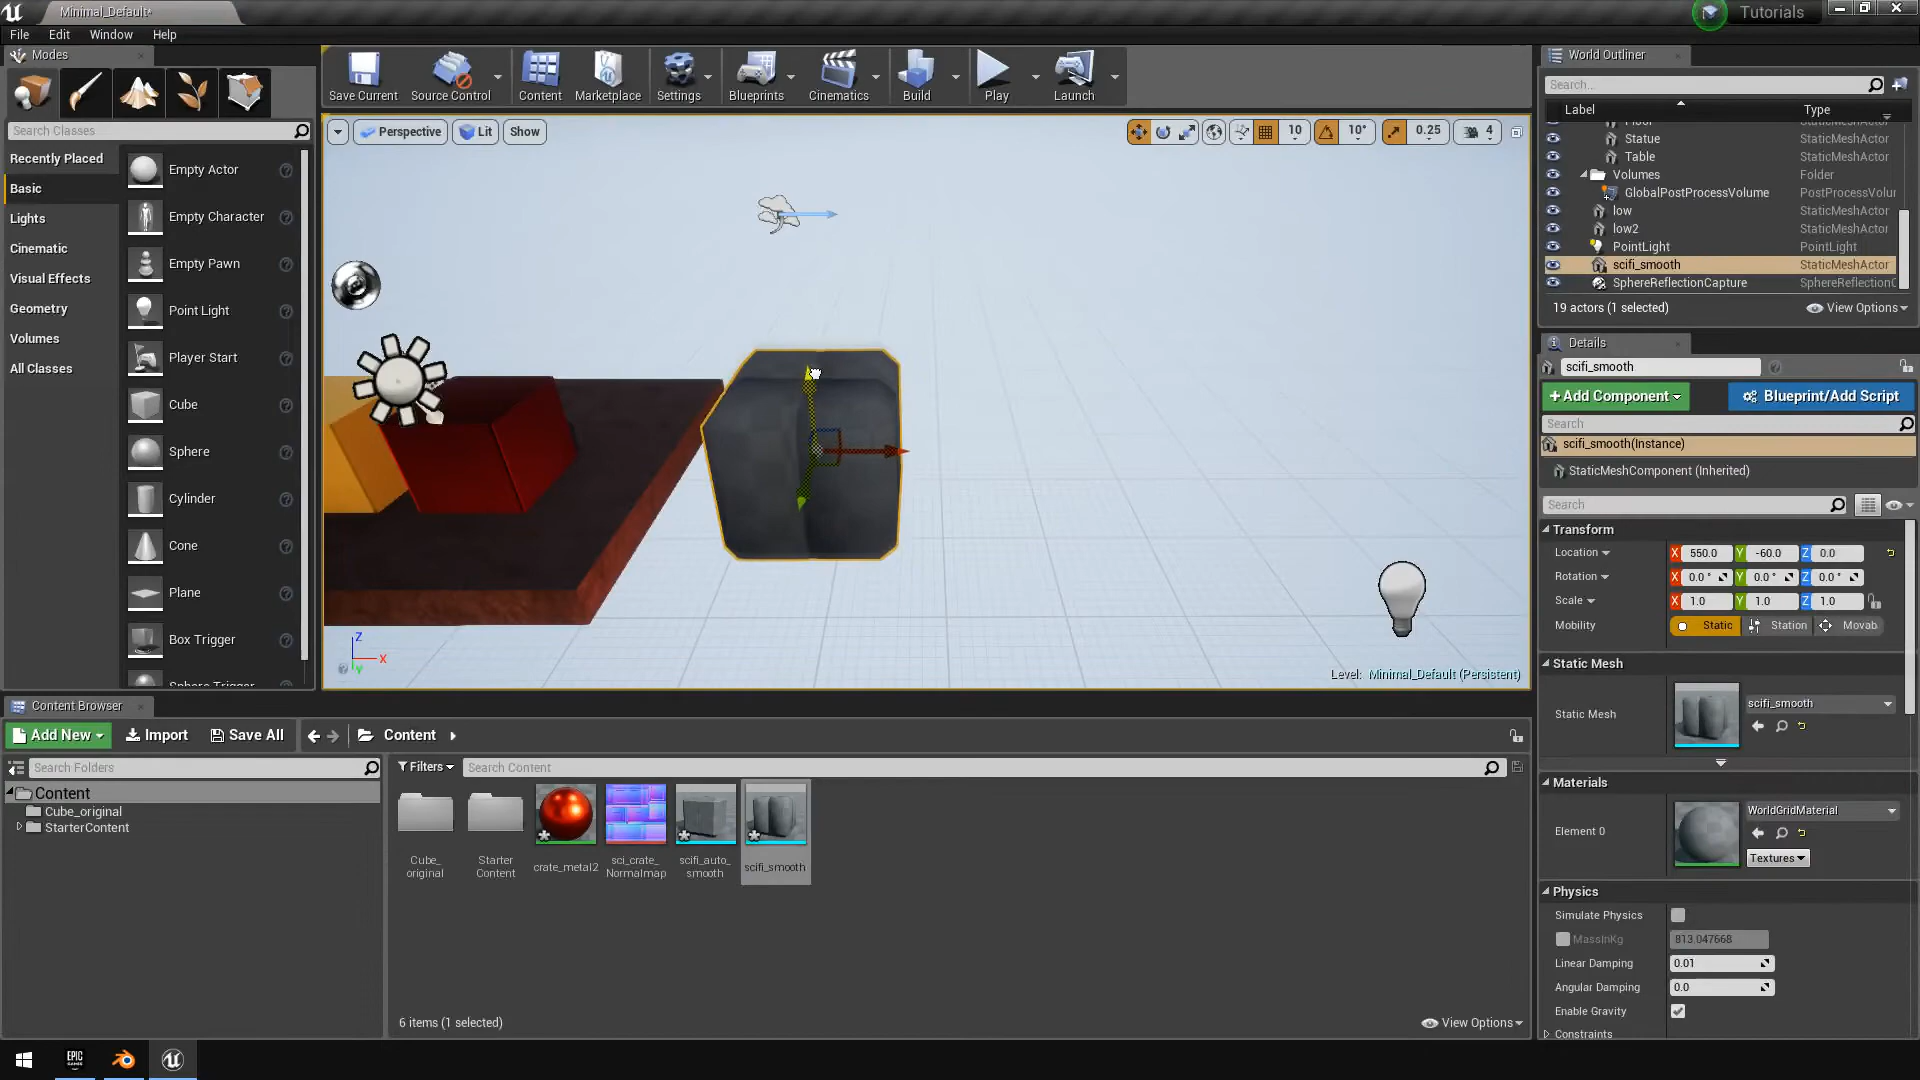 Minimal_Default*
Tutorials
File Edit Window Help
Modes
Search Classes
Recently Placed
Basic
Lights
Cinematic
Visual Effects
Geometry
Volumes
All Classes
Empty Actor
Empty Character
Empty Pawn
Point Light
Player Start
Cube
Sphere
Cylinder
Cone
Plane
Box Trigger
Sphere Trigger
Save Current Source Control Content Marketplace Settings Blueprints Cinematics Build Play Launch
Perspective Lit Show
10 10° 0.25 4
Z
X
Y
Level: Minimal_Default (Persistent)
World Outliner
Search...
Label Type
Floor StaticMeshActor
Statue StaticMeshActor
Table StaticMeshActor
Volumes Folder
GlobalPostProcessVolume PostProcessVolu
low StaticMeshActor
low2 StaticMeshActor
PointLight PointLight
scifi_smooth StaticMeshActor
SphereReflectionCapture SphereReflectionC
19 actors (1 selected) View Options
Details
scifi_smooth
+Add Component Blueprint/Add Script
Search
scifi_smooth(Instance)
StaticMeshComponent (Inherited)
Search
Transform
Location X 550.0 Y -60.0 Z 0.0
Rotation X 0.0° Y 0.0° Z 0.0°
Scale X 1.0 Y 1.0 Z 1.0
Mobility Static Station Movab
Static Mesh
Static Mesh scifi_smooth
Materials
Element 0 WorldGridMaterial
Textures
Physics
Simulate Physics
MassInKg 813.047668
Linear Damping 0.01
Angular Damping 0.0
Enable Gravity
Constraints
Content Browser
Add New Import Save All Content
Search Folders
Content
Cube_original
StarterContent
Filters Search Content
Cube_
original
Starter
Content
crate_metal2
sci_crate_
Normalmap
scifi_auto_
smooth
scifi_smooth
6 items (1 selected) View Options
EPIC
GAMES